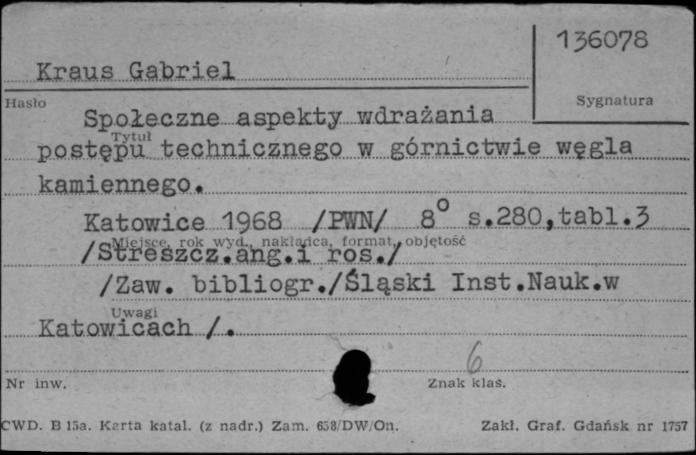 136078
Kraus Gabriel
Hasło
Sygnatura
Społeczne aspekty wdrażania
Tytuł
postępu technicznego w górnictwie węgla
kamiennego.
Katowice 1968 /PWN/ 8° s.280,tabl.3
Miejsce, rok wyd., nakładca, format, objętość
/Streszcz.ang.i ros./
/Zaw. bibliogr./Śląski Inst.Nauk.w
Uwagi
Katowicach /.
6
Nr inw.
Znak klas.
CWD. B 15a. Karta katal. (z nadr.) Zam. 658/DW/On.
Zakł. Graf. Gdańsk nr 1757